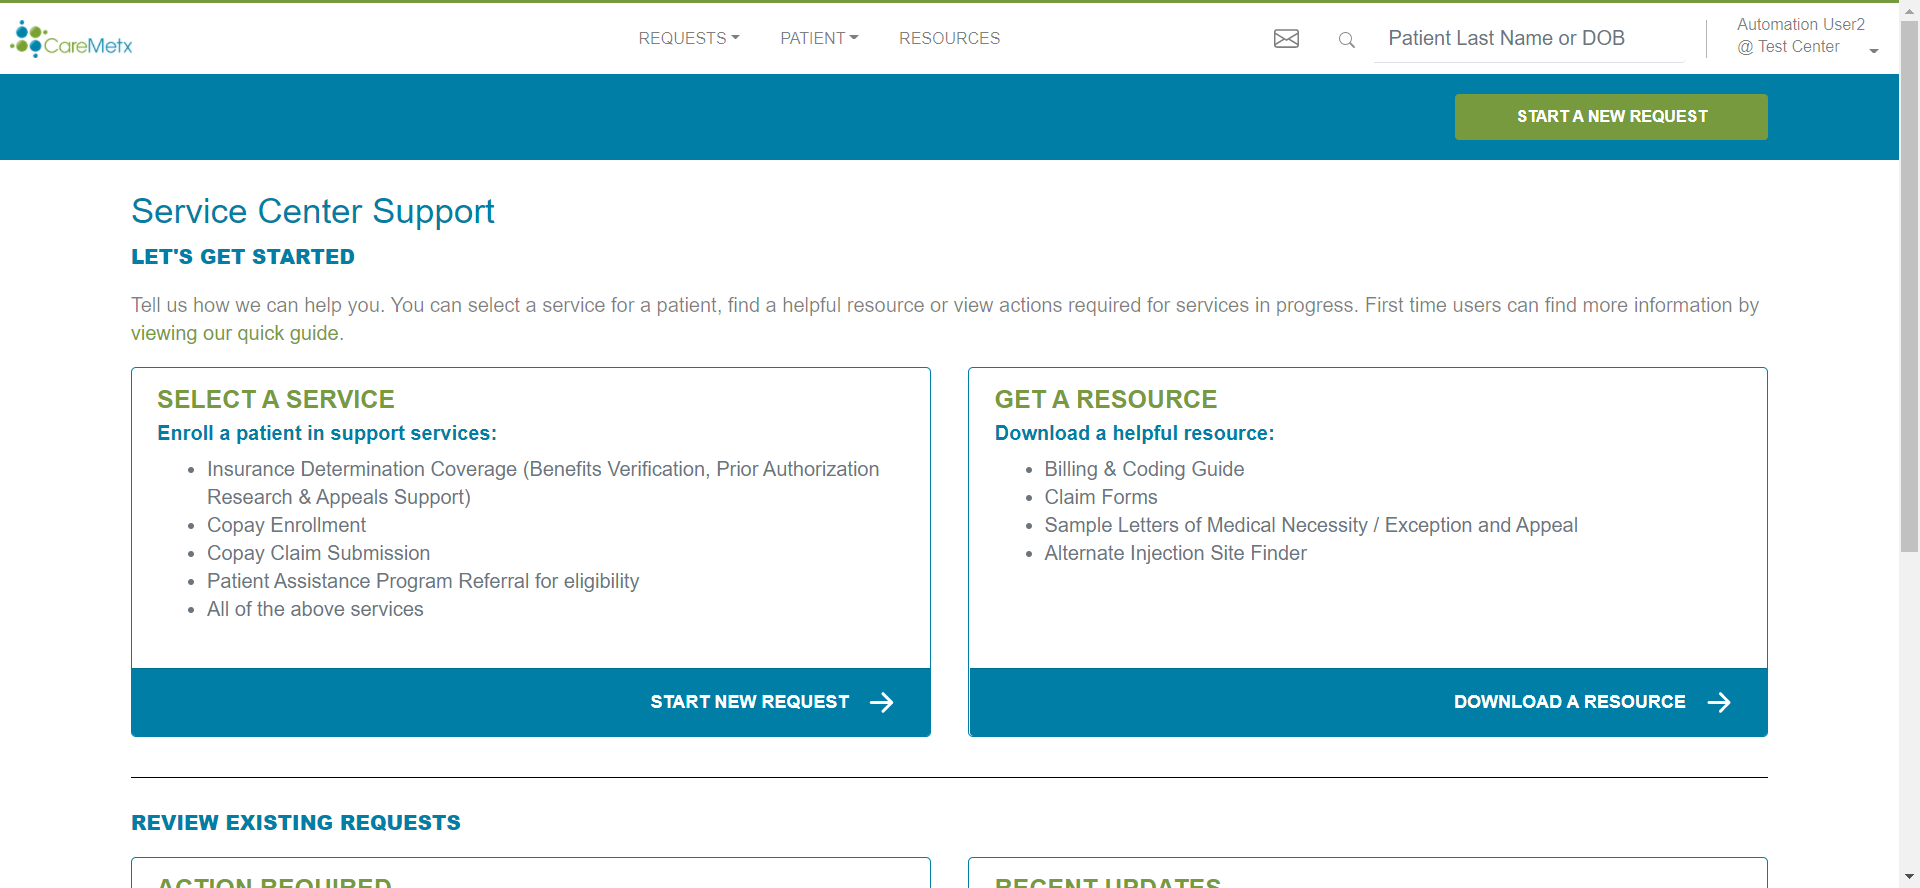 CareMetx
REQUESTS
PATIENT
RESOURCES
Patient Last Name or DOB
Automation User2
@ Test Center
START A NEW REQUEST
Service Center Support
LET'S GET STARTED
Tell us how we can help you. You can select a service for a patient, find a helpful resource or view actions required for services in progress. First time users can find more information by
viewing our quick guide.
SELECT A SERVICE
Enroll a patient in support services:
Insurance Determination Coverage (Benefits Verification, Prior Authorization
Research & Appeals Support)
Copay Enrollment
Copay Claim Submission
Patient Assistance Program Referral for eligibility
All of the above services
START NEW REQUEST
GET A RESOURCE
Download a helpful resource:
Billing & Coding Guide
Claim Forms
Sample Letters of Medical Necessity / Exception and Appeal
Alternate Injection Site Finder
DOWNLOAD A RESOURCE
REVIEW EXISTING REQUESTS
ACTION REQUIRED
RECENT UPDATES